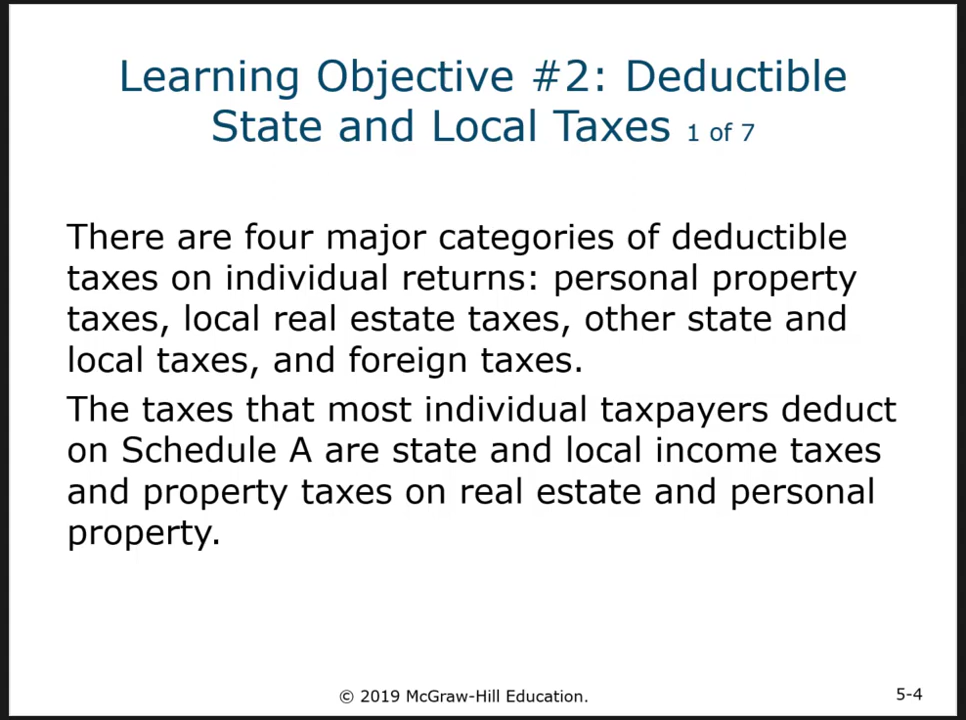 Learning Objective #2: Deductible
State and Local Taxes 1 of 7
There are four major categories of deductible
taxes on individual returns: personal property
taxes, local real estate taxes, other state and
local taxes, and foreign taxes.
The taxes that most individual taxpayers deduct
on Schedule A are state and local income taxes
and property taxes on real estate and personal
property.
© 2019 McGraw-Hill Education.
5-4